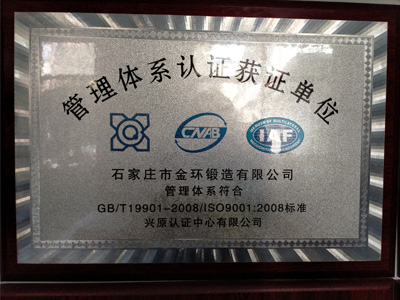 管理体系认证获证单位
CNAB
IAF
石家庄市金环锻造有限公司
管理体系符合
GB/T19901-2008/ISO9001:2008标准
兴原认证中心有限公司